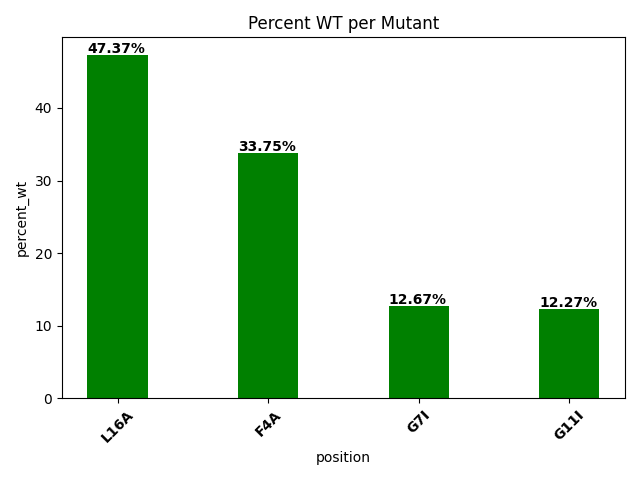 Percent WT per Mutant
47.37%
33.75%
12.67%
12.27%
percent_wt
40
30
20
10
0
L16A
F4A
G7I
G11I
position